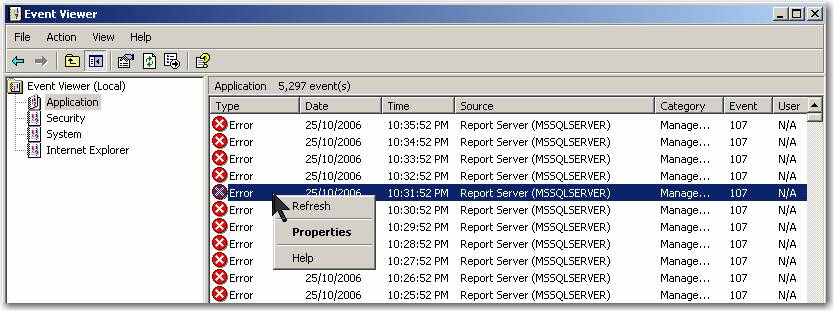 Event Viewer
File Action View Help
Event Viewer (Local)
Application
Security
System
Internet Explorer
Application 5,297 event(s)
Type Date Time Source Category Event User
Error 25/10/2006 10:35:52 PM Report Server (MSSQLSERVER) Manage... 107 N/A
Error 25/10/2006 10:34:52 PM Report Server (MSSQLSERVER) Manage... 107 N/A
Error 25/10/2006 10:33:52 PM Report Server (MSSQLSERVER) Manage... 107 N/A
Error 25/10/2006 10:32:52 PM Report Server (MSSQLSERVER) Manage... 107 N/A
Error 25/10/2006 10:31:52 PM Report Server (MSSQLSERVER) Manage... 107 N/A
Error 10:30:52 PM Report Server (MSSQLSERVER) Manage... 107 N/A
Error 10:29:52 PM Report Server (MSSQLSERVER) Manage... 107 N/A
Error 10:28:52 PM Report Server (MSSQLSERVER) Manage... 107 N/A
Error 10:27:52 PM Report Server (MSSQLSERVER) Manage... 107 N/A
Error 25/10/2006 10:26:52 PM Report Server (MSSQLSERVER) Manage... 107 N/A
Error 25/10/2006 10:25:52 PM Report Server (MSSQLSERVER) Manage... 107 N/A
Refresh
Properties
Help